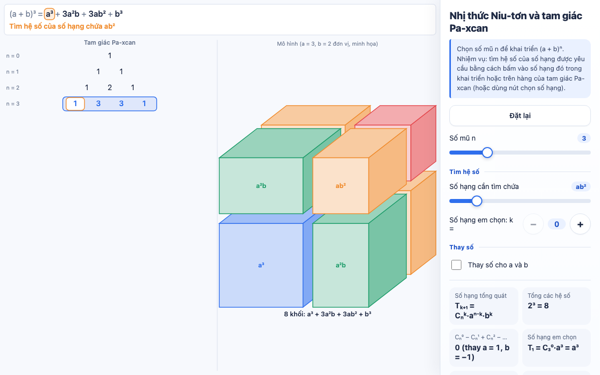 (a + b)³ = a³ + 3a²b + 3ab² + b³
Tìm hệ số của số hạng chứa ab²
Tam giác Pa-xcan
n = 0
1
n = 1
1 1
n = 2
1 2 1
n = 3
1 3 3 1
Mô hình (a = 3, b = 2 đơn vị, minh họa)
a²b
ab²
a³
a²b
8 khối: a³ + 3a²b + 3ab² + b³
Nhị thức Niu-tơn và tam giác
Pa-xcan
Chọn số mũ n để khai triển (a + b)ⁿ.
Nhiệm vụ: tìm hệ số của số hạng được yêu
cầu bằng cách bấm vào số hạng đó trong
khai triển hoặc trên hàng của tam giác Pa-
xcan (hoặc dùng nút chọn số hạng).
Đặt lại
Số mũ n
3
Tìm hệ số
Số hạng cần tìm chứa
ab²
Số hạng em chọn: k
=
− 0 +
Thay số
Thay số cho a và b
Số hạng tổng quát
Tₖ₊₁ =
Cₙᵏ·aⁿ⁻ᵏ·bᵏ
Tổng các hệ số
2³ = 8
Cₙ⁰ − Cₙ¹ + Cₙ² − …
0 (thay a = 1, b
= −1)
Số hạng em chọn
T₁ = C₃⁰·a³ = a³